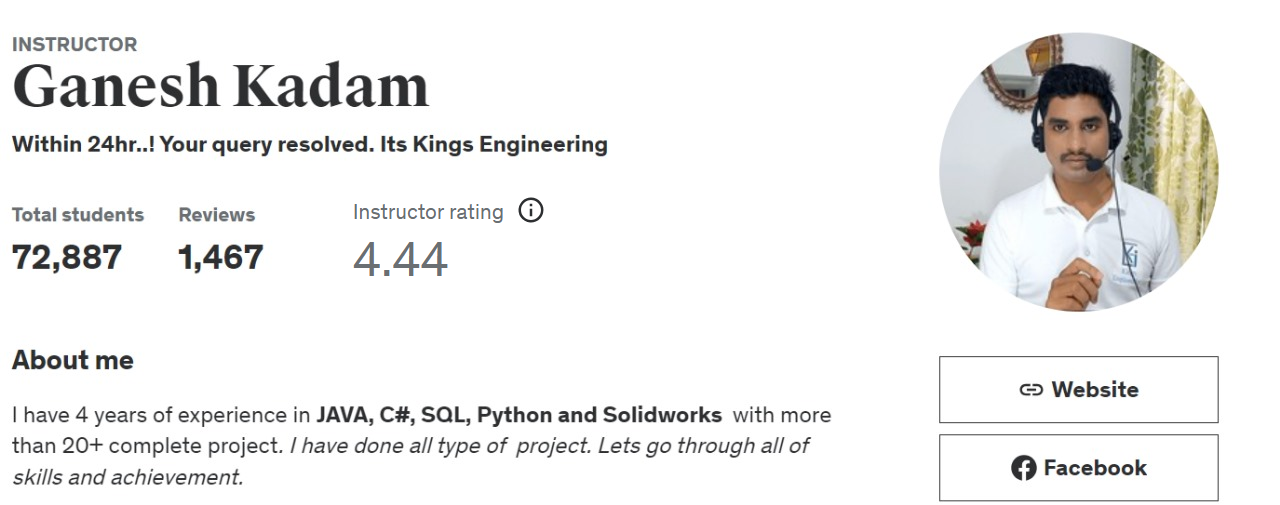 INSTRUCTOR
Ganesh Kadam
Within 24hr..! Your query resolved. Its Kings Engineering
Total students Reviews Instructor rating
72,887 1,467 4.44
About me
I have 4 years of experience in JAVA, C#, SQL, Python and Solidworks with more
than 20+ complete project. I have done all type of project. Lets go through all of
skills and achievement.
Website
Facebook